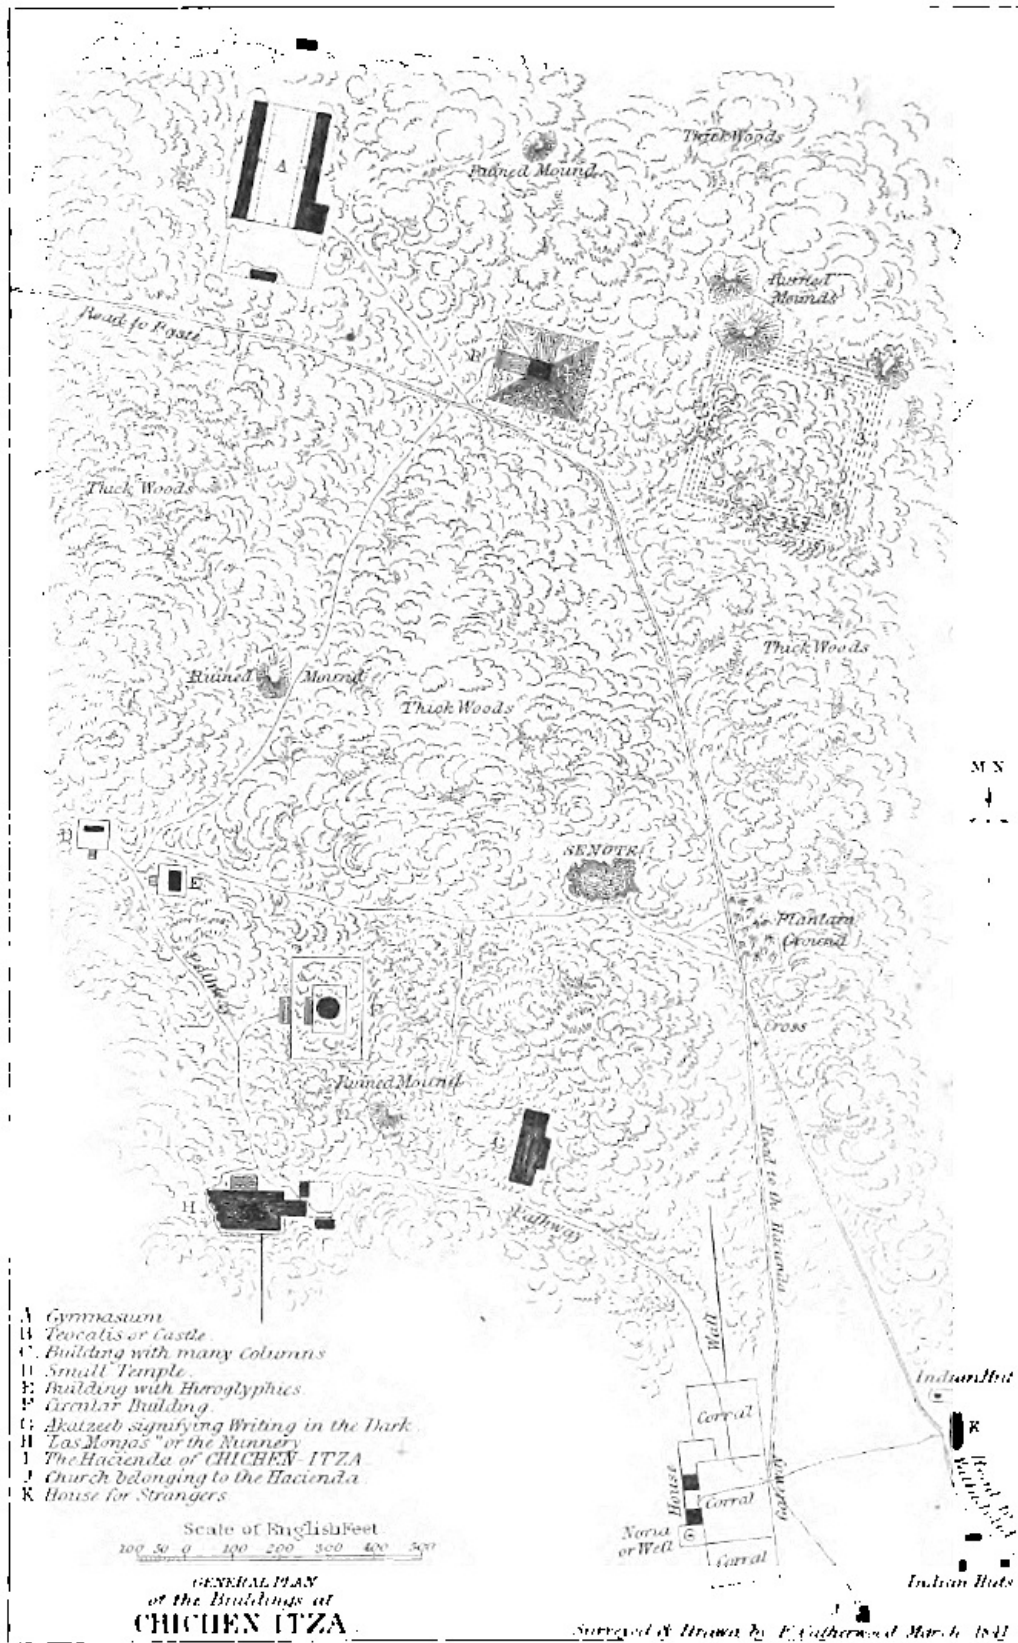 A
Thick Woods
Ruined Mound
Ruined
Mounds
Road to Pyste
B
C
Thick Woods
Thick Woods
Ruined Mound
Thick Woods
M N
D
SENOTE
E
Plantain
Ground
Pathway
F
Cross
Ruined Mound
G
Road to the Hacienda
H
Pathway
Wall
A Gymnasium
B Teocalis or Castle.
C. Building with many Columns
D Small Temple.
E Building with Hieroglyphics.
F Circular Building.
G Akatzeeb signifying Writing in the Dark
H "Las Monjas" or the Nunnery
I The Hacienda of CHICHEN-ITZA
J Church belonging to the Hacienda.
K House for Strangers
Indian Hut
K
Corral
House
Corral
Noria
or Well
Corral
Road to
Indian Huts
J
Scale of English Feet
100 50 0 100 200 300 400 500
GENERAL PLAN
of the Buildings at
CHICHEN ITZA.
Surveyed & Drawn by F. Catherwood March 1841